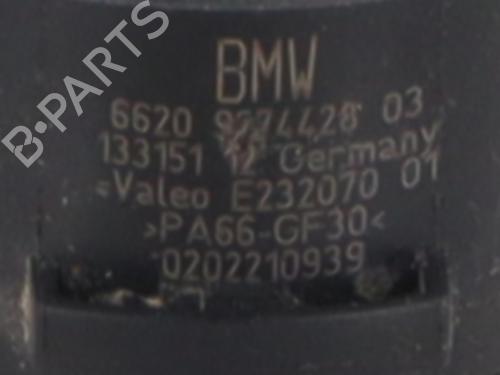 B-PARTS
BMW
6620 9274428 03
133151 12 Germany
Valeo E232070 01
>PA66-GF30<
0202210939